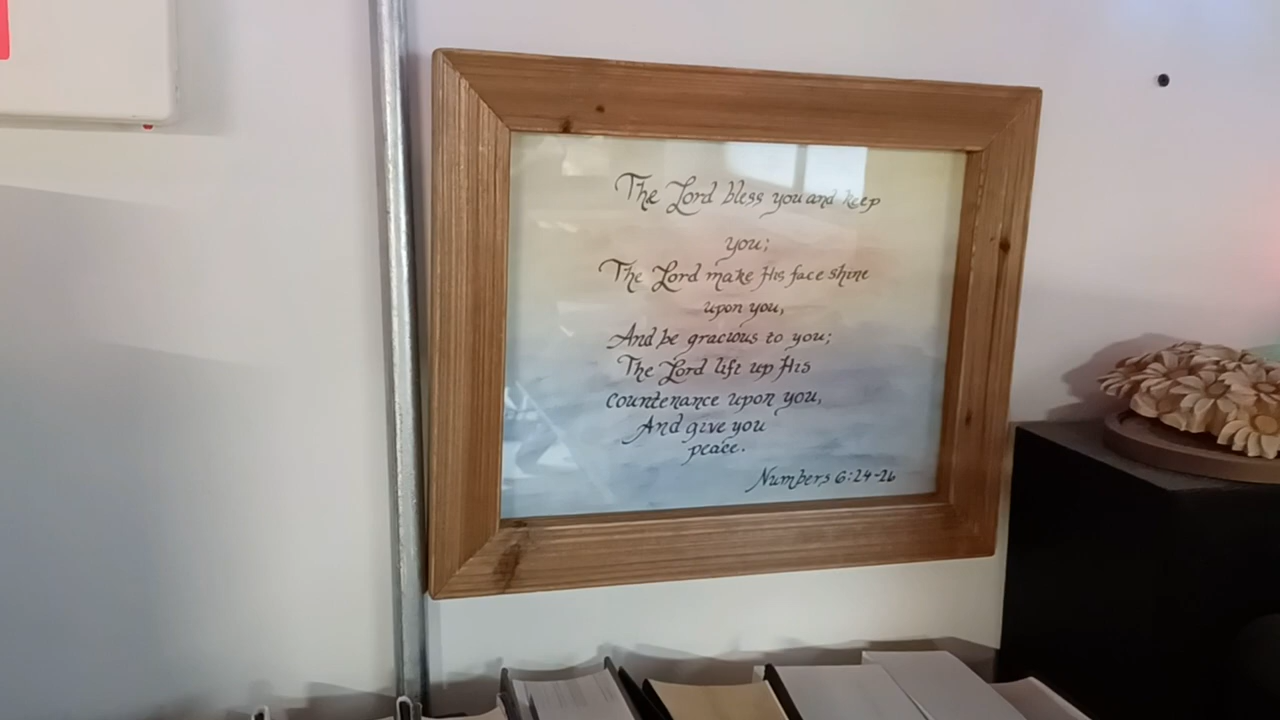 The Lord bless you and keep
you;
The Lord make His face shine
upon you,
And be gracious to you;
The Lord lift up His
countenance upon you,
And give you
peace.
Numbers 6:24-26